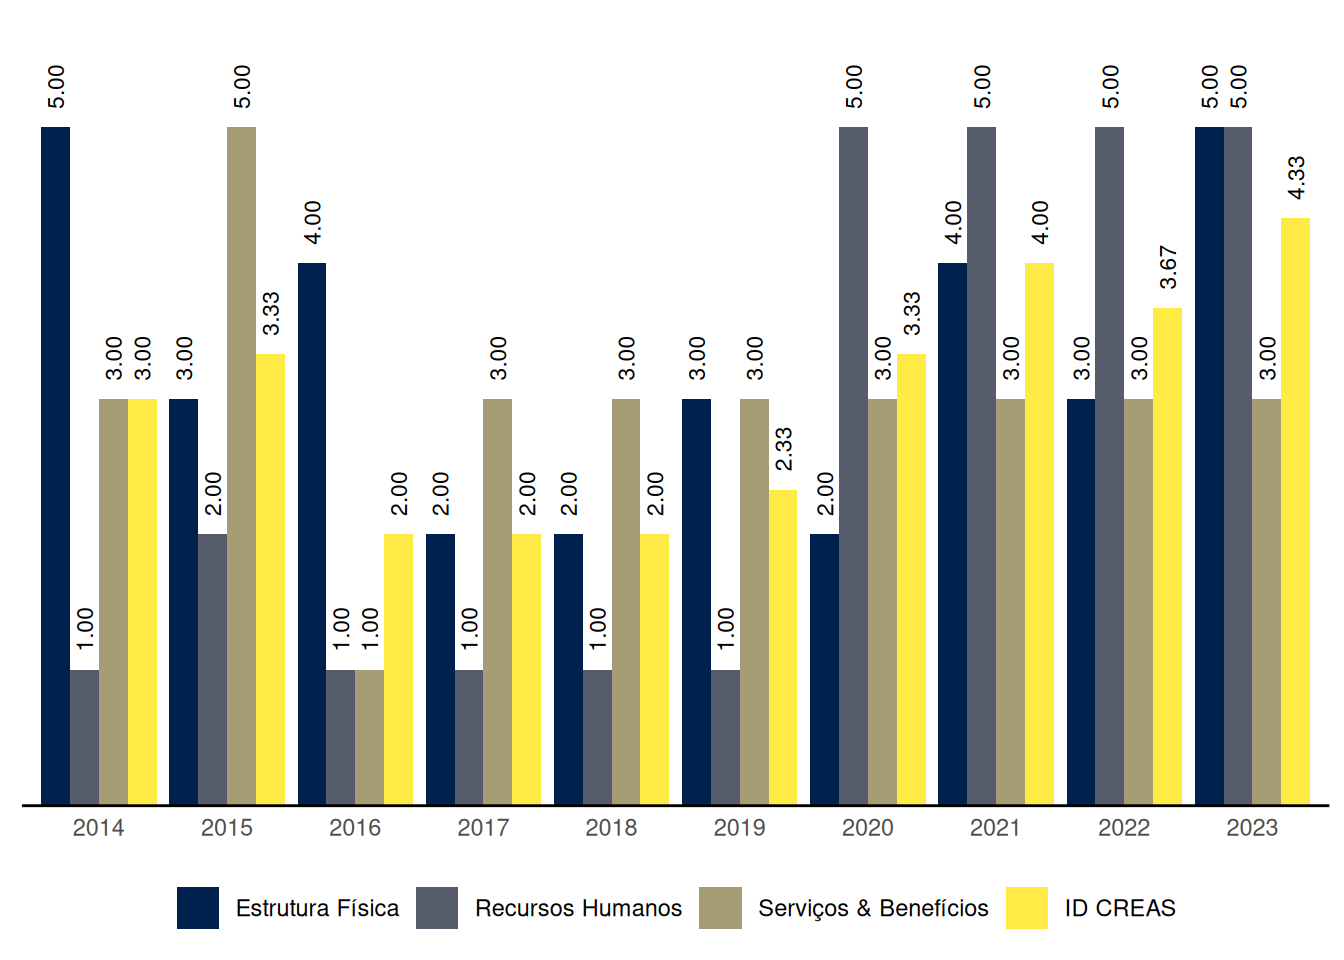 5.00 1.00 3.00 3.00 3.00 2.00 5.00 3.33 4.00 1.00 1.00 2.00 2.00 1.00 3.00 2.00 2.00 1.00 3.00 2.00 3.00 1.00 3.00 2.33 2.00 5.00 3.00 3.33 4.00 5.00 3.00 4.00 3.00 5.00 3.00 3.67 5.00 5.00 3.00 4.33
2014 2015 2016 2017 2018 2019 2020 2021 2022 2023
Estrutura Física Recursos Humanos Serviços & Benefícios ID CREAS